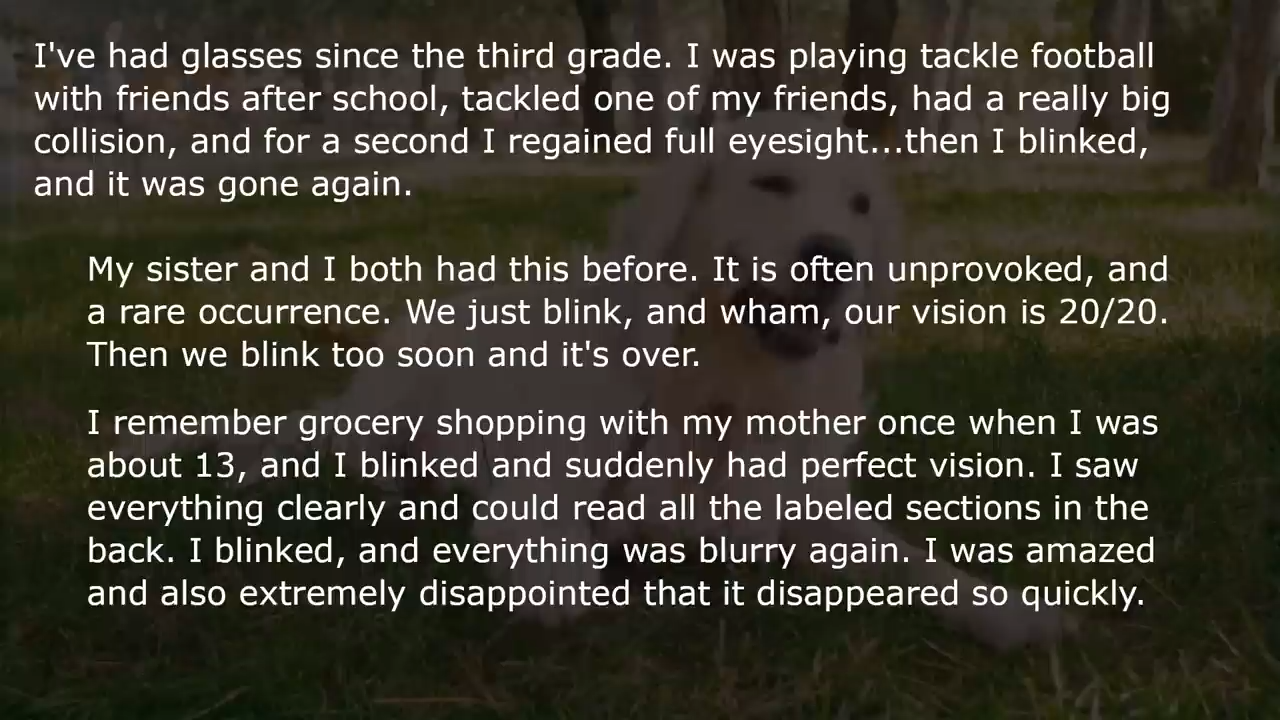 I've had glasses since the third grade. I was playing tackle football
with friends after school, tackled one of my friends, had a really big
collision, and for a second I regained full eyesight...then I blinked,
and it was gone again.
My sister and I both had this before. It is often unprovoked, and
a rare occurrence. We just blink, and wham, our vision is 20/20.
Then we blink too soon and it's over.
I remember grocery shopping with my mother once when I was
about 13, and I blinked and suddenly had perfect vision. I saw
everything clearly and could read all the labeled sections in the
back. I blinked, and everything was blurry again. I was amazed
and also extremely disappointed that it disappeared so quickly.